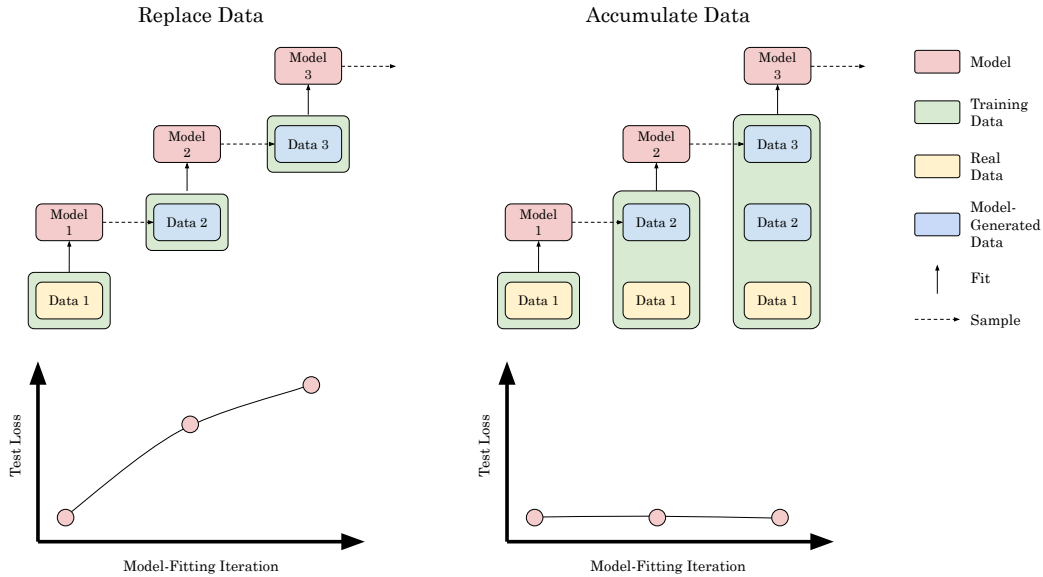 Replace Data
Model
3
Model
2
Data 3
Model
1
Data 2
Data 1
Test Loss
Model-Fitting Iteration
Accumulate Data
Model
3
Model
2
Data 3
Model
1
Data 2
Data 2
Data 1
Data 1
Data 1
Test Loss
Model-Fitting Iteration
Model
Training
Data
Real
Data
Model-
Generated
Data
Fit
Sample